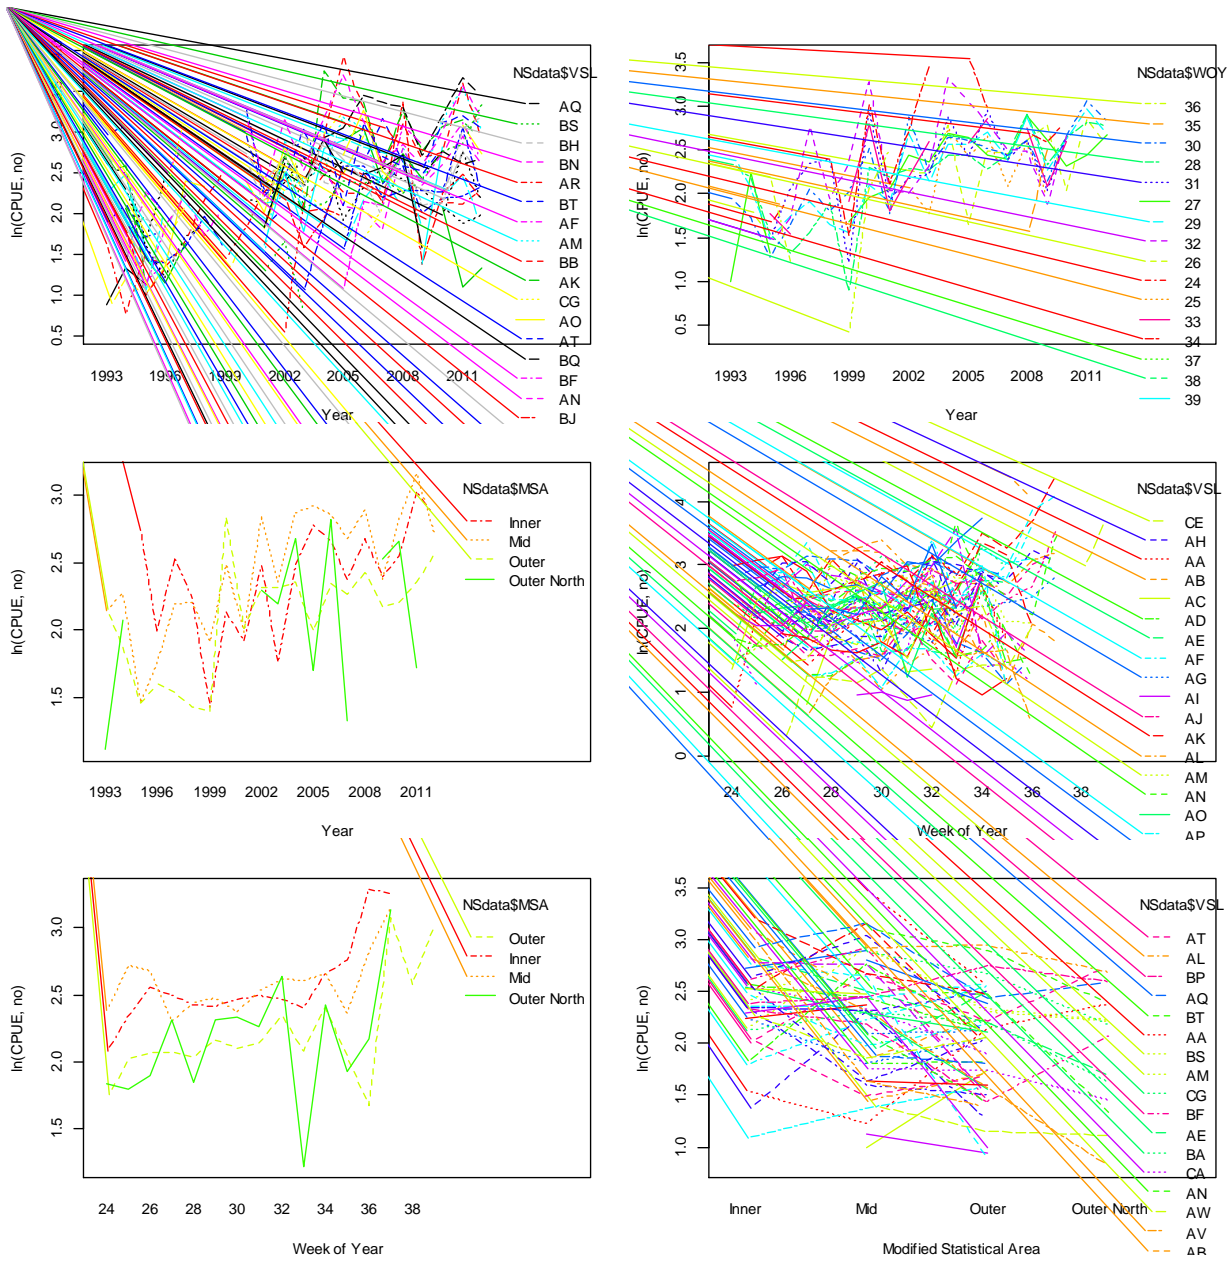 NSdata$VSL
AQ
BS
BH
BN
AR
BT
AF
AM
BB
AK
CG
AO
AT
BQ
BF
AN
BJ
ln(CPUE, no)
0.5
1.0
1.5
2.0
2.5
3.0
1993
1996
1999
2002
2005
2008
2011
Year
NSdata$WOY
36
35
30
28
31
27
29
32
26
24
25
33
34
37
38
39
ln(CPUE, no)
0.5
1.0
1.5
2.0
2.5
3.0
3.5
1993
1996
1999
2002
2005
2008
2011
Year
NSdata$MSA
Inner
Mid
Outer
Outer North
ln(CPUE, no)
1.5
2.0
2.5
3.0
1993
1996
1999
2002
2005
2008
2011
Year
NSdata$VSL
CE
AH
AA
AB
AC
AD
AE
AF
AG
AI
AJ
AK
AL
AM
AN
AO
AP
ln(CPUE, no)
0
1
2
3
4
24
26
28
30
32
34
36
38
Week of Year
NSdata$MSA
Outer
Inner
Mid
Outer North
ln(CPUE, no)
1.5
2.0
2.5
3.0
24
26
28
30
32
34
36
38
Week of Year
NSdata$VSL
AT
AL
BP
AQ
BT
AA
BS
AM
CG
BF
AE
BA
CA
AN
AW
AV
AB
ln(CPUE, no)
1.0
1.5
2.0
2.5
3.0
3.5
Inner
Mid
Outer
Outer North
Modified Statistical Area